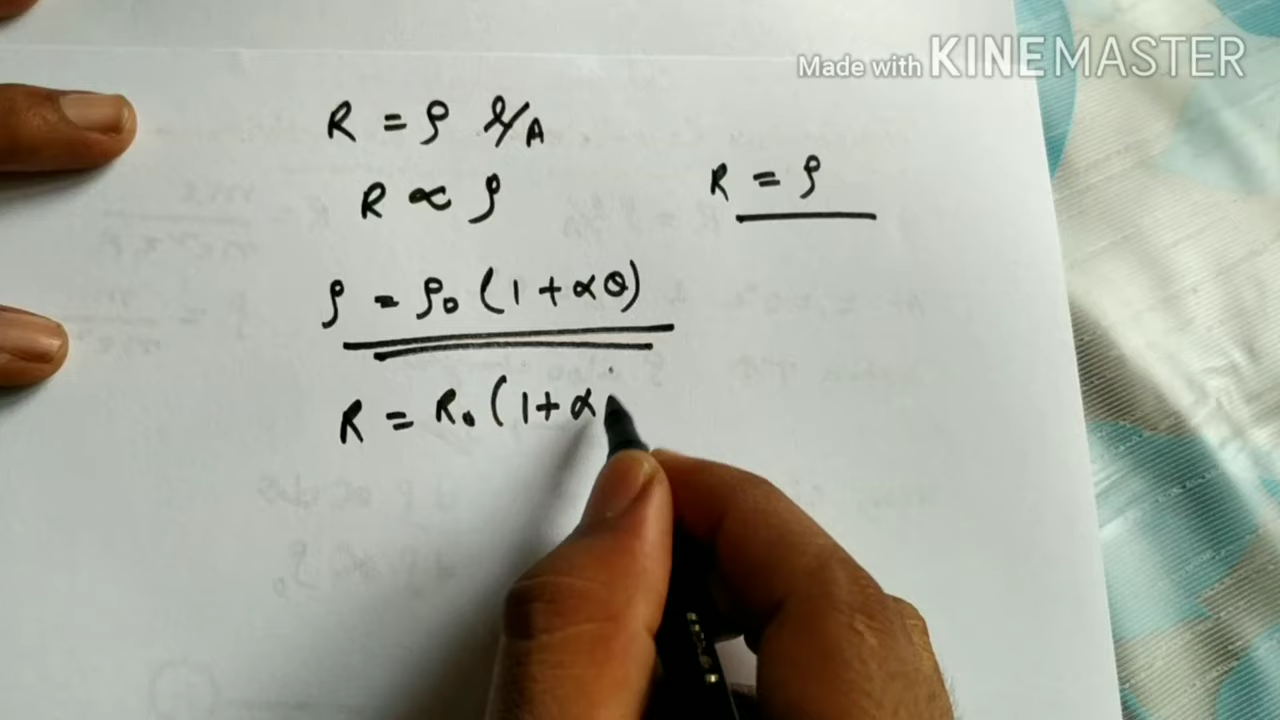 Made with KINEMASTER
R = ρ l/A
R ∝ ρ
R = ρ
ρ = ρ₀ (1 + αθ)
R = R₀ (1 + α